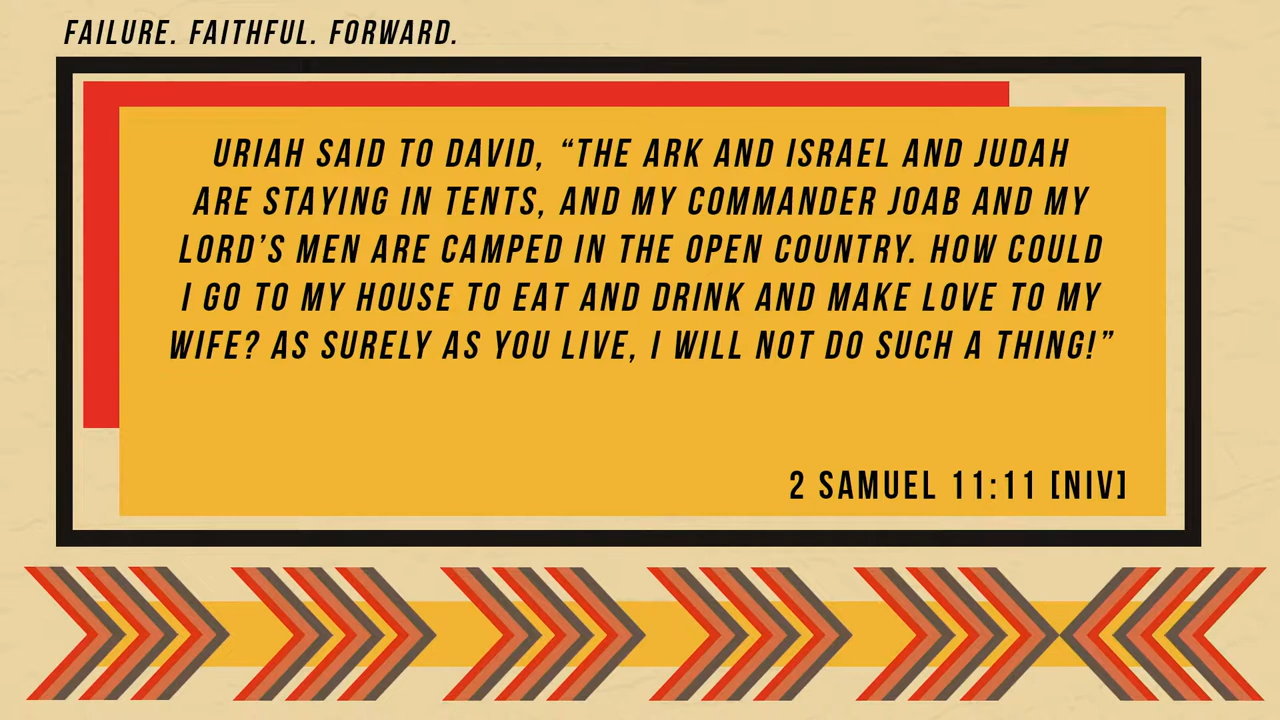 FAILURE. FAITHFUL. FORWARD.
URIAH SAID TO DAVID, “THE ARK AND ISRAEL AND JUDAH
ARE STAYING IN TENTS, AND MY COMMANDER JOAB AND MY
LORD’S MEN ARE CAMPED IN THE OPEN COUNTRY. HOW COULD
I GO TO MY HOUSE TO EAT AND DRINK AND MAKE LOVE TO MY
WIFE? AS SURELY AS YOU LIVE, I WILL NOT DO SUCH A THING!”
2 SAMUEL 11:11 [NIV]